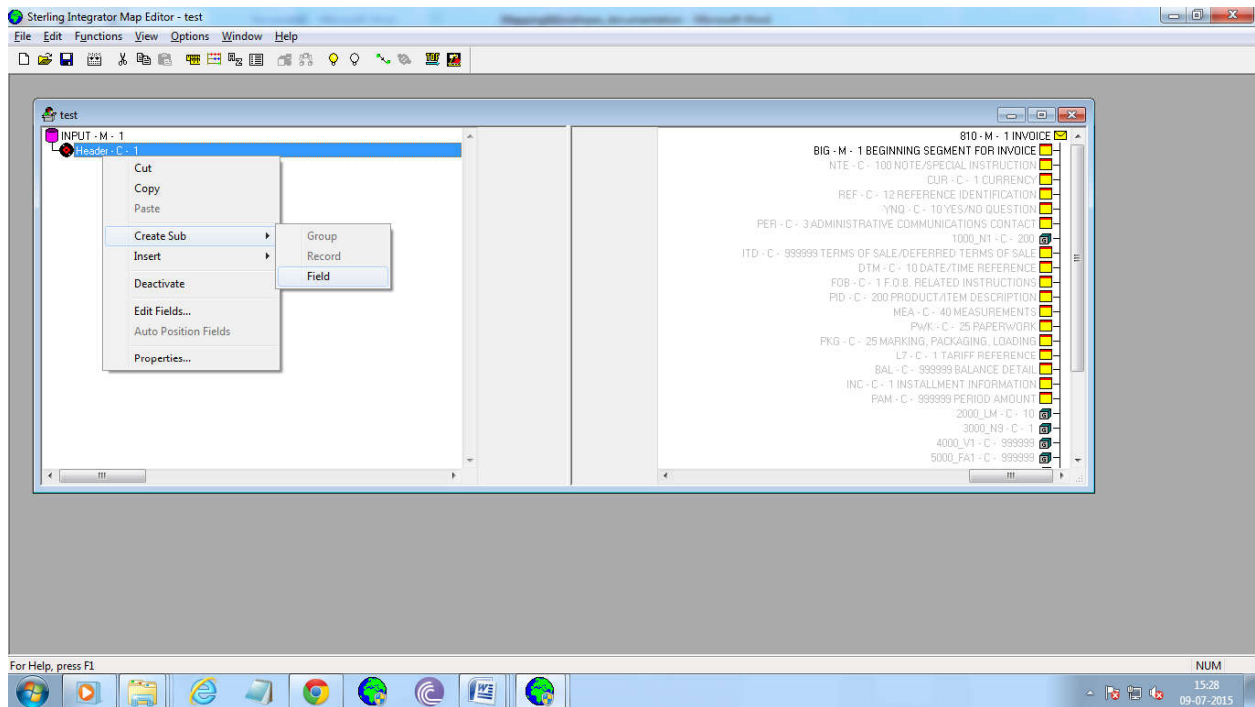 Sterling Integrator Map Editor - test
File Edit Functions View Options Window Help
test
INPUT - M - 1
Header - C - 1
Cut
Copy
Paste
Create Sub
Insert
Deactivate
Edit Fields...
Auto Position Fields
Properties...
Group
Record
Field
810 - M - 1 INVOICE
BIG - M - 1 BEGINNING SEGMENT FOR INVOICE
NTE - C - 100 NOTE/SPECIAL INSTRUCTION
CUR - C - 1 CURRENCY
REF - C - 12 REFERENCE IDENTIFICATION
YNQ - C - 10 YES/NO QUESTION
PER - C - 3 ADMINISTRATIVE COMMUNICATIONS CONTACT
1000_N1 - C - 200
ITD - C - 999999 TERMS OF SALE/DEFERRED TERMS OF SALE
DTM - C - 10 DATE/TIME REFERENCE
FOB - C - 1 F.O.B. RELATED INSTRUCTIONS
PID - C - 200 PRODUCT/ITEM DESCRIPTION
MEA - C - 40 MEASUREMENTS
PWK - C - 25 PAPERWORK
PKG - C - 25 MARKING, PACKAGING, LOADING
L7 - C - 1 TARIFF REFERENCE
BAL - C - 999999 BALANCE DETAIL
INC - C - 1 INSTALLMENT INFORMATION
PAM - C - 999999 PERIOD AMOUNT
2000_LM - C - 10
3000_N9 - C - 1
4000_V1 - C - 999999
5000_FA1 - C - 999999
For Help, press F1
NUM
15:28
09-07-2015